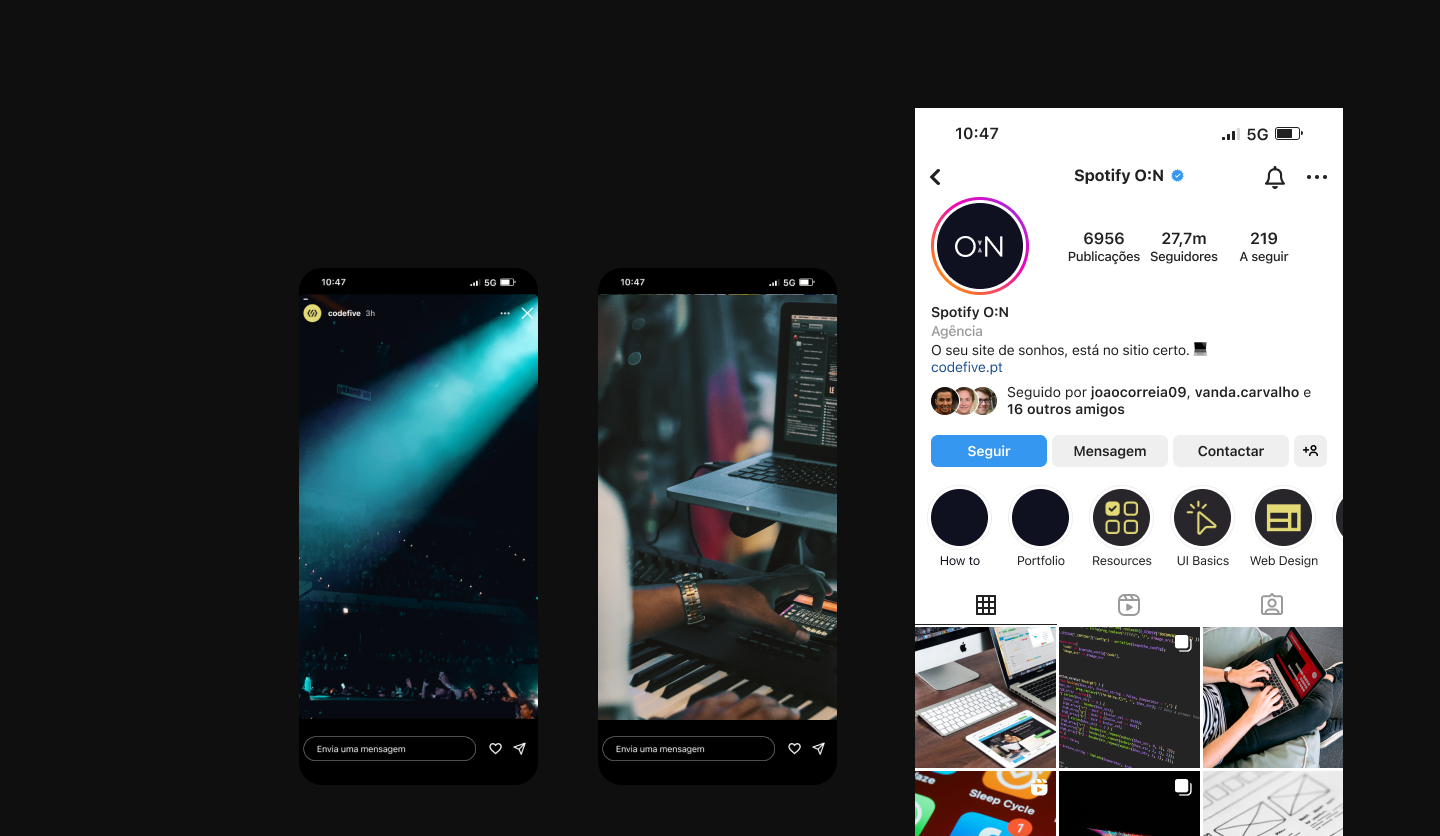 10:47
5G
codefive 3h
Envia uma mensagem
10:47
5G
Envia uma mensagem
10:47
5G
Spotify O:N
O:N
6956
27,7m
219
Publicações
Seguidores
A seguir
Spotify O:N
Agência
O seu site de sonhos, está no sitio certo.
codefive.pt
Seguido por joaocorreia09, vanda.carvalho e
16 outros amigos
Seguir
Mensagem
Contactar
How to
Portfolio
Resources
UI Basics
Web Design
Sleep Cycle
7